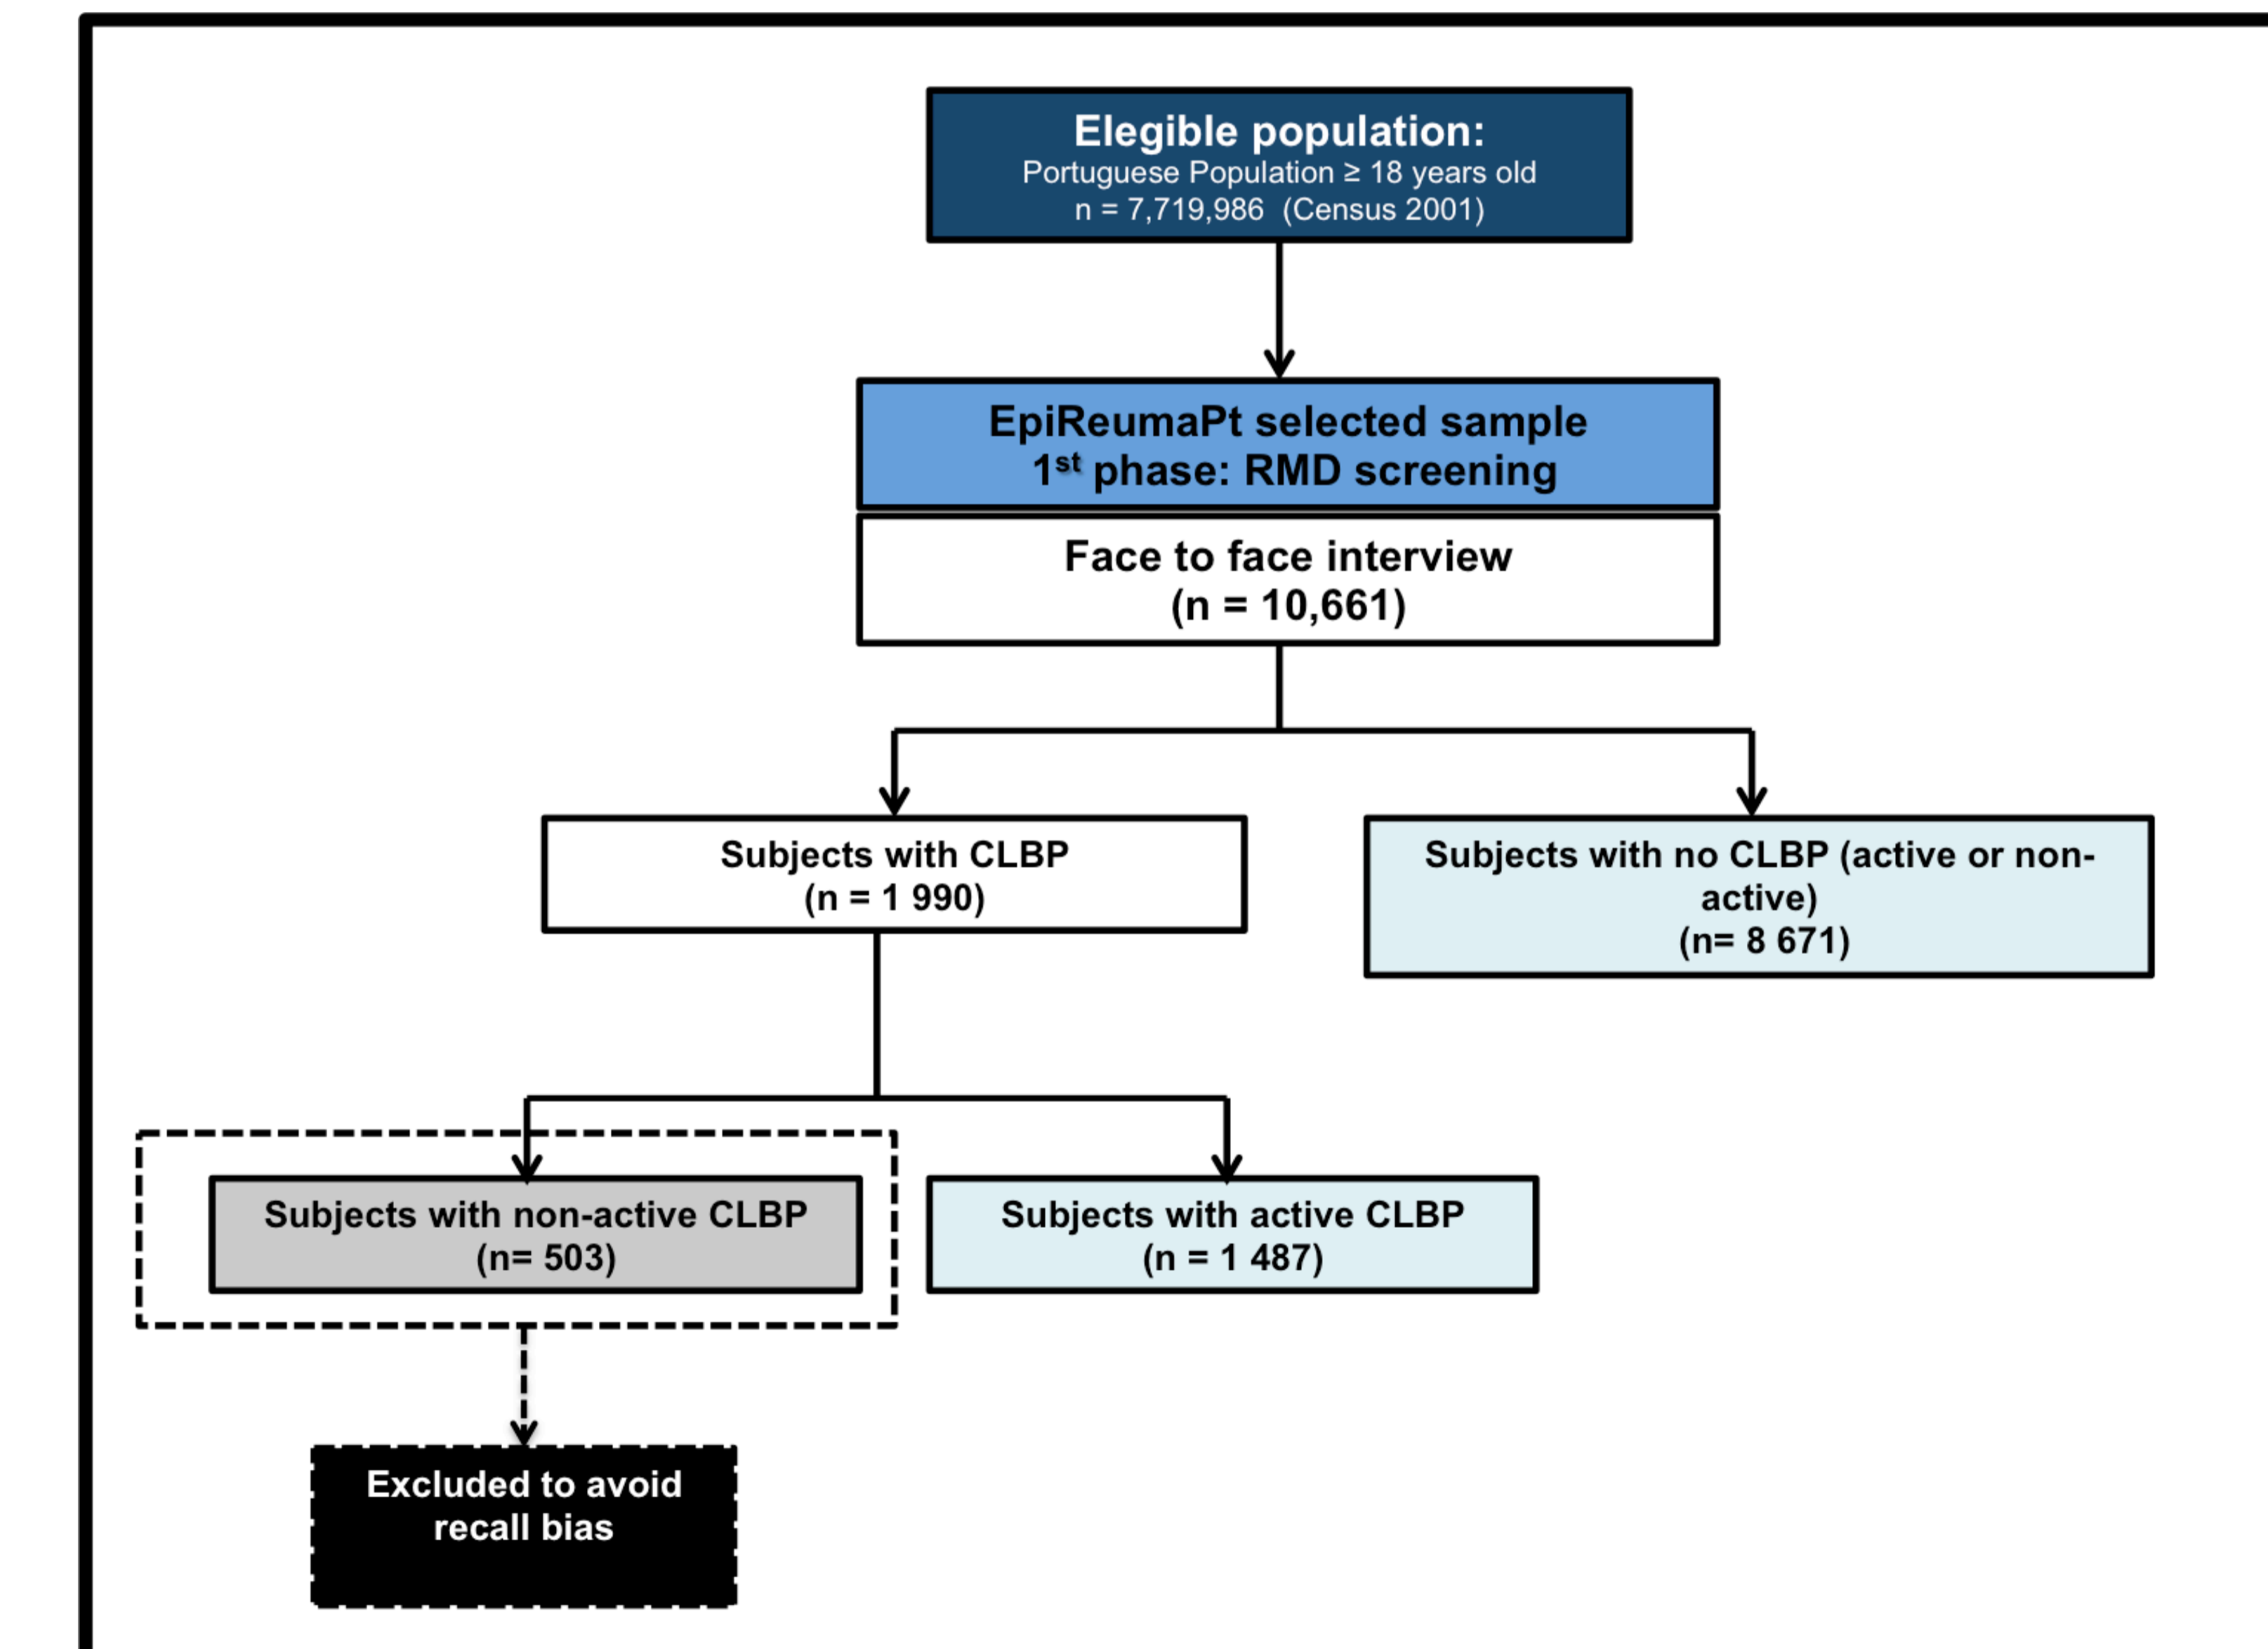 Elegible population:
Portuguese Population ≥ 18 years old
n = 7,719,986 (Census 2001)
EpiReumaPt selected sample
1st phase: RMD screening
Face to face interview
(n = 10,661)
Subjects with CLBP
(n = 1 990)
Subjects with no CLBP (active or non-
active)
(n= 8 671)
Subjects with non-active CLBP
(n= 503)
Subjects with active CLBP
(n = 1 487)
Excluded to avoid
recall bias